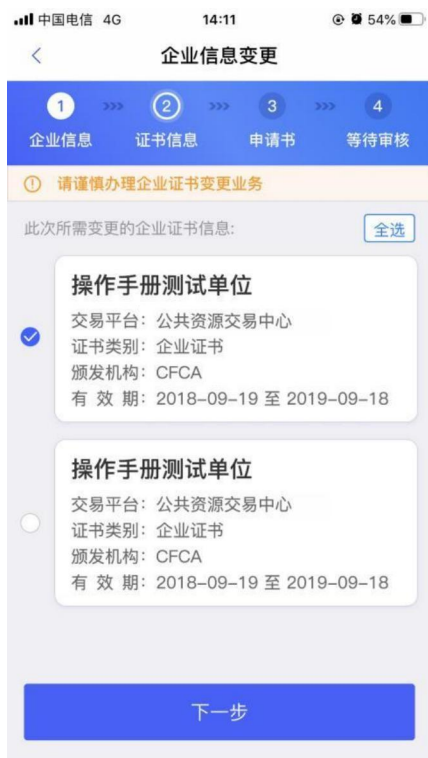 中国电信 4G 14:11 54%
企业信息变更
1 >>> 2 >>> 3 >>> 4
企业信息 证书信息 申请书 等待审核
请谨慎办理企业证书变更业务
此次所需变更的企业证书信息: 全选
操作手册测试单位
交易平台：公共资源交易中心
证书类别：企业证书
颁发机构：CFCA
有 效 期：2018-09-19 至 2019-09-18
操作手册测试单位
交易平台：公共资源交易中心
证书类别：企业证书
颁发机构：CFCA
有 效 期：2018-09-19 至 2019-09-18
下一步